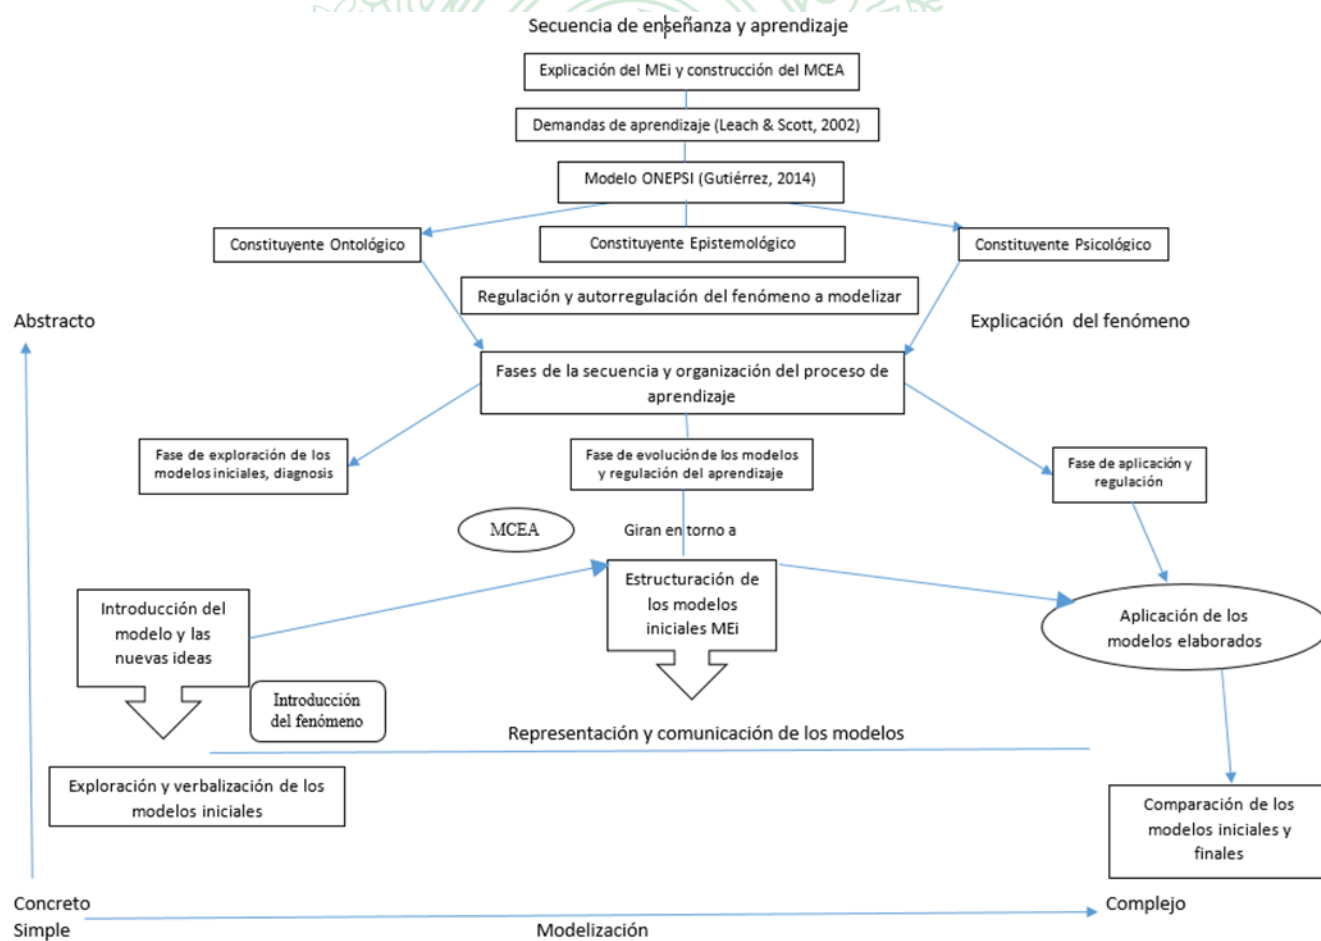 Secuencia de enseñanza y aprendizaje
Explicación del MEi y construcción del MCEA
Demandas de aprendizaje (Leach & Scott, 2002)
Modelo ONEPSI (Gutiérrez, 2014)
Constituyente Ontológico
Constituyente Epistemológico
Constituyente Psicológico
Regulación y autorregulación del fenómeno a modelizar
Abstracto
Explicación del fenómeno
Fases de la secuencia y organización del proceso de
aprendizaje
Fase de exploración de los
modelos iniciales, diagnosis
Fase de evolución de los modelos
y regulación del aprendizaje
Fase de aplicación y
regulación
MCEA
Giran en torno a
Introducción del
modelo y las
nuevas ideas
Estructuración de
los modelos
iniciales MEi
Aplicación de los
modelos elaborados
Introducción
del fenómeno
Representación y comunicación de los modelos
Exploración y verbalización de los
modelos iniciales
Comparación de los
modelos iniciales y
finales
Concreto
Simple
Modelización
Complejo